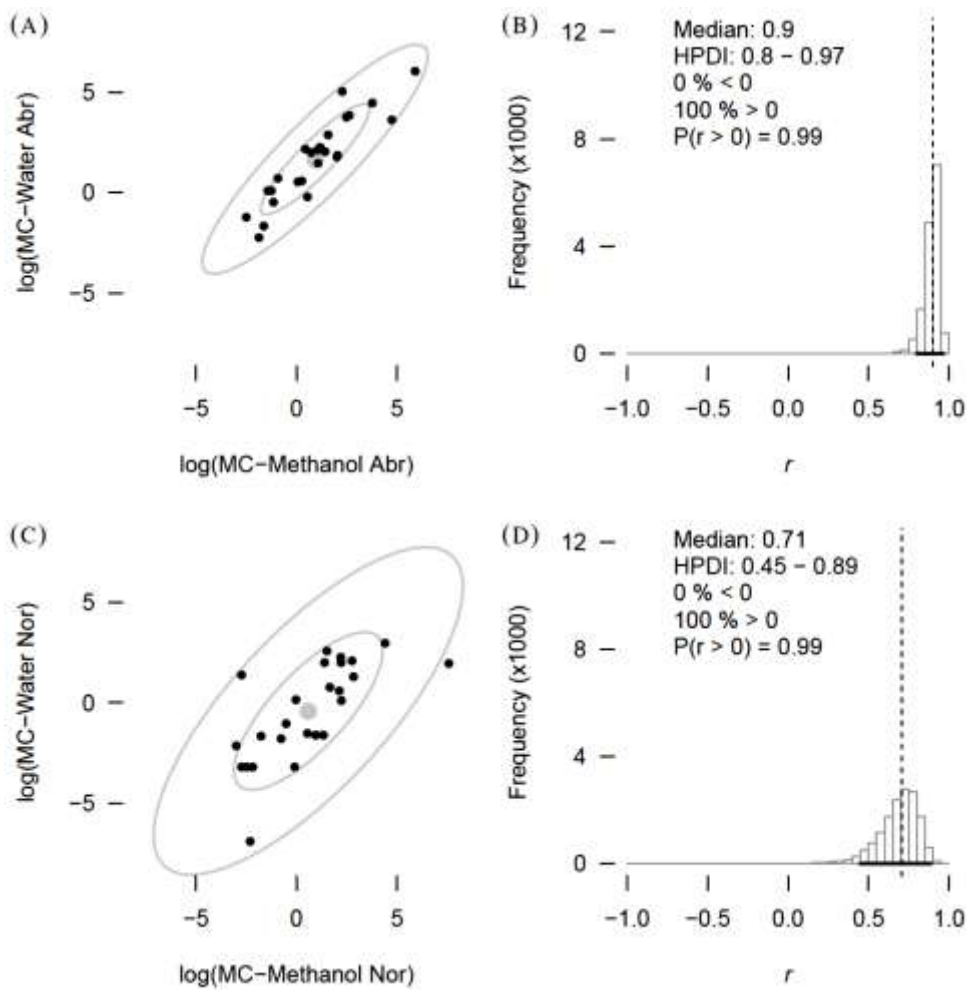 (A)
log(MC−Water Abr)
5
0
−5
−5 0 5
log(MC−Methanol Abr)
(B)
Median: 0.9
HPDI: 0.8 − 0.97
0 % < 0
100 % > 0
P(r > 0) = 0.99
Frequency (x1000)
12
8
4
0
−1.0 −0.5 0.0 0.5 1.0
r
(C)
log(MC−Water Nor)
5
0
−5
−5 0 5
log(MC−Methanol Nor)
(D)
Median: 0.71
HPDI: 0.45 − 0.89
0 % < 0
100 % > 0
P(r > 0) = 0.99
Frequency (x1000)
12
8
4
0
−1.0 −0.5 0.0 0.5 1.0
r